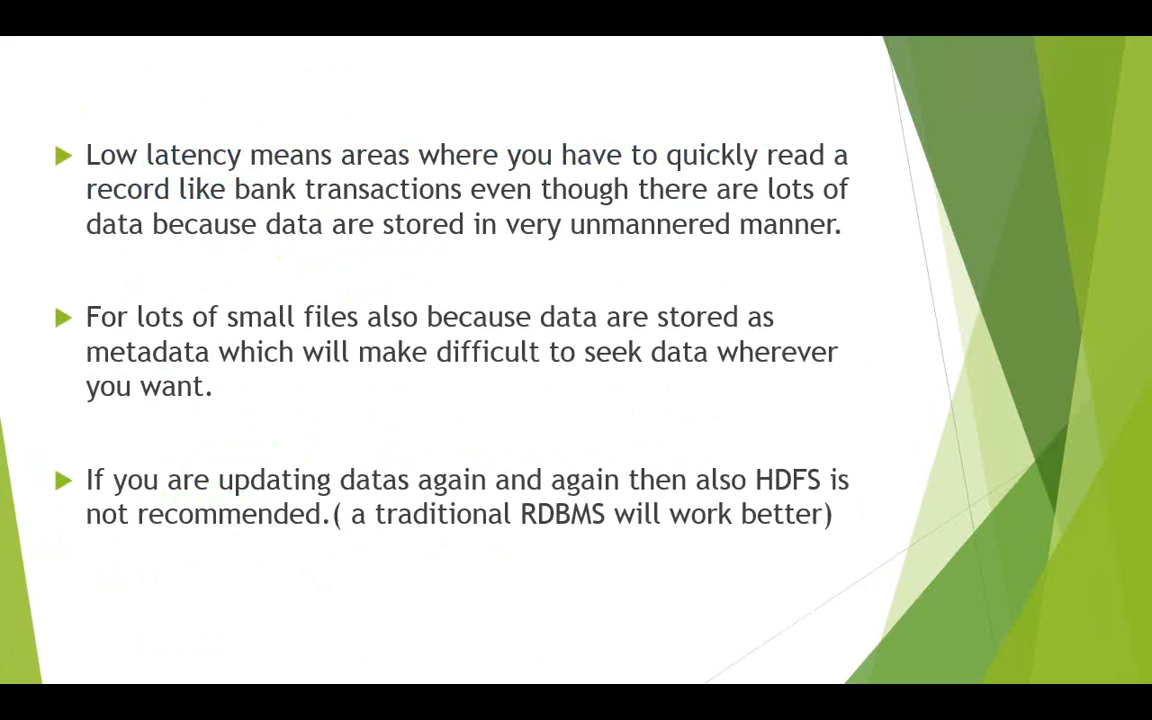 Low latency means areas where you have to quickly read a
record like bank transactions even though there are lots of
data because data are stored in very unmannered manner.
For lots of small files also because data are stored as
metadata which will make difficult to seek data wherever
you want.
If you are updating datas again and again then also HDFS is
not recommended.( a traditional RDBMS will work better)